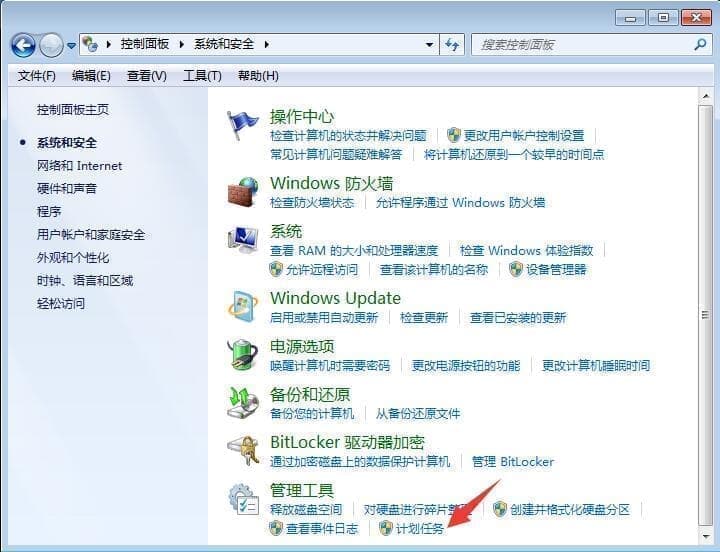 控制面板 系统和安全 搜索控制面板
文件(F) 编辑(E) 查看(V) 工具(T) 帮助(H)
控制面板主页
系统和安全
网络和 Internet
硬件和声音
程序
用户帐户和家庭安全
外观和个性化
时钟、语言和区域
轻松访问
操作中心
检查计算机的状态并解决问题 更改用户帐户控制设置
常见计算机问题疑难解答 将计算机还原到一个较早的时间点
Windows 防火墙
检查防火墙状态 允许程序通过 Windows 防火墙
系统
查看 RAM 的大小和处理器速度 检查 Windows 体验指数
允许远程访问 查看该计算机的名称 设备管理器
Windows Update
启用或禁用自动更新 检查更新 查看已安装的更新
电源选项
唤醒计算机时需要密码 更改电源按钮的功能 更改计算机睡眠时间
备份和还原
备份您的计算机 从备份还原文件
BitLocker 驱动器加密
通过加密磁盘上的数据保护计算机 管理 BitLocker
管理工具
释放磁盘空间 对硬盘进行碎片整理 创建并格式化硬盘分区
查看事件日志 计划任务